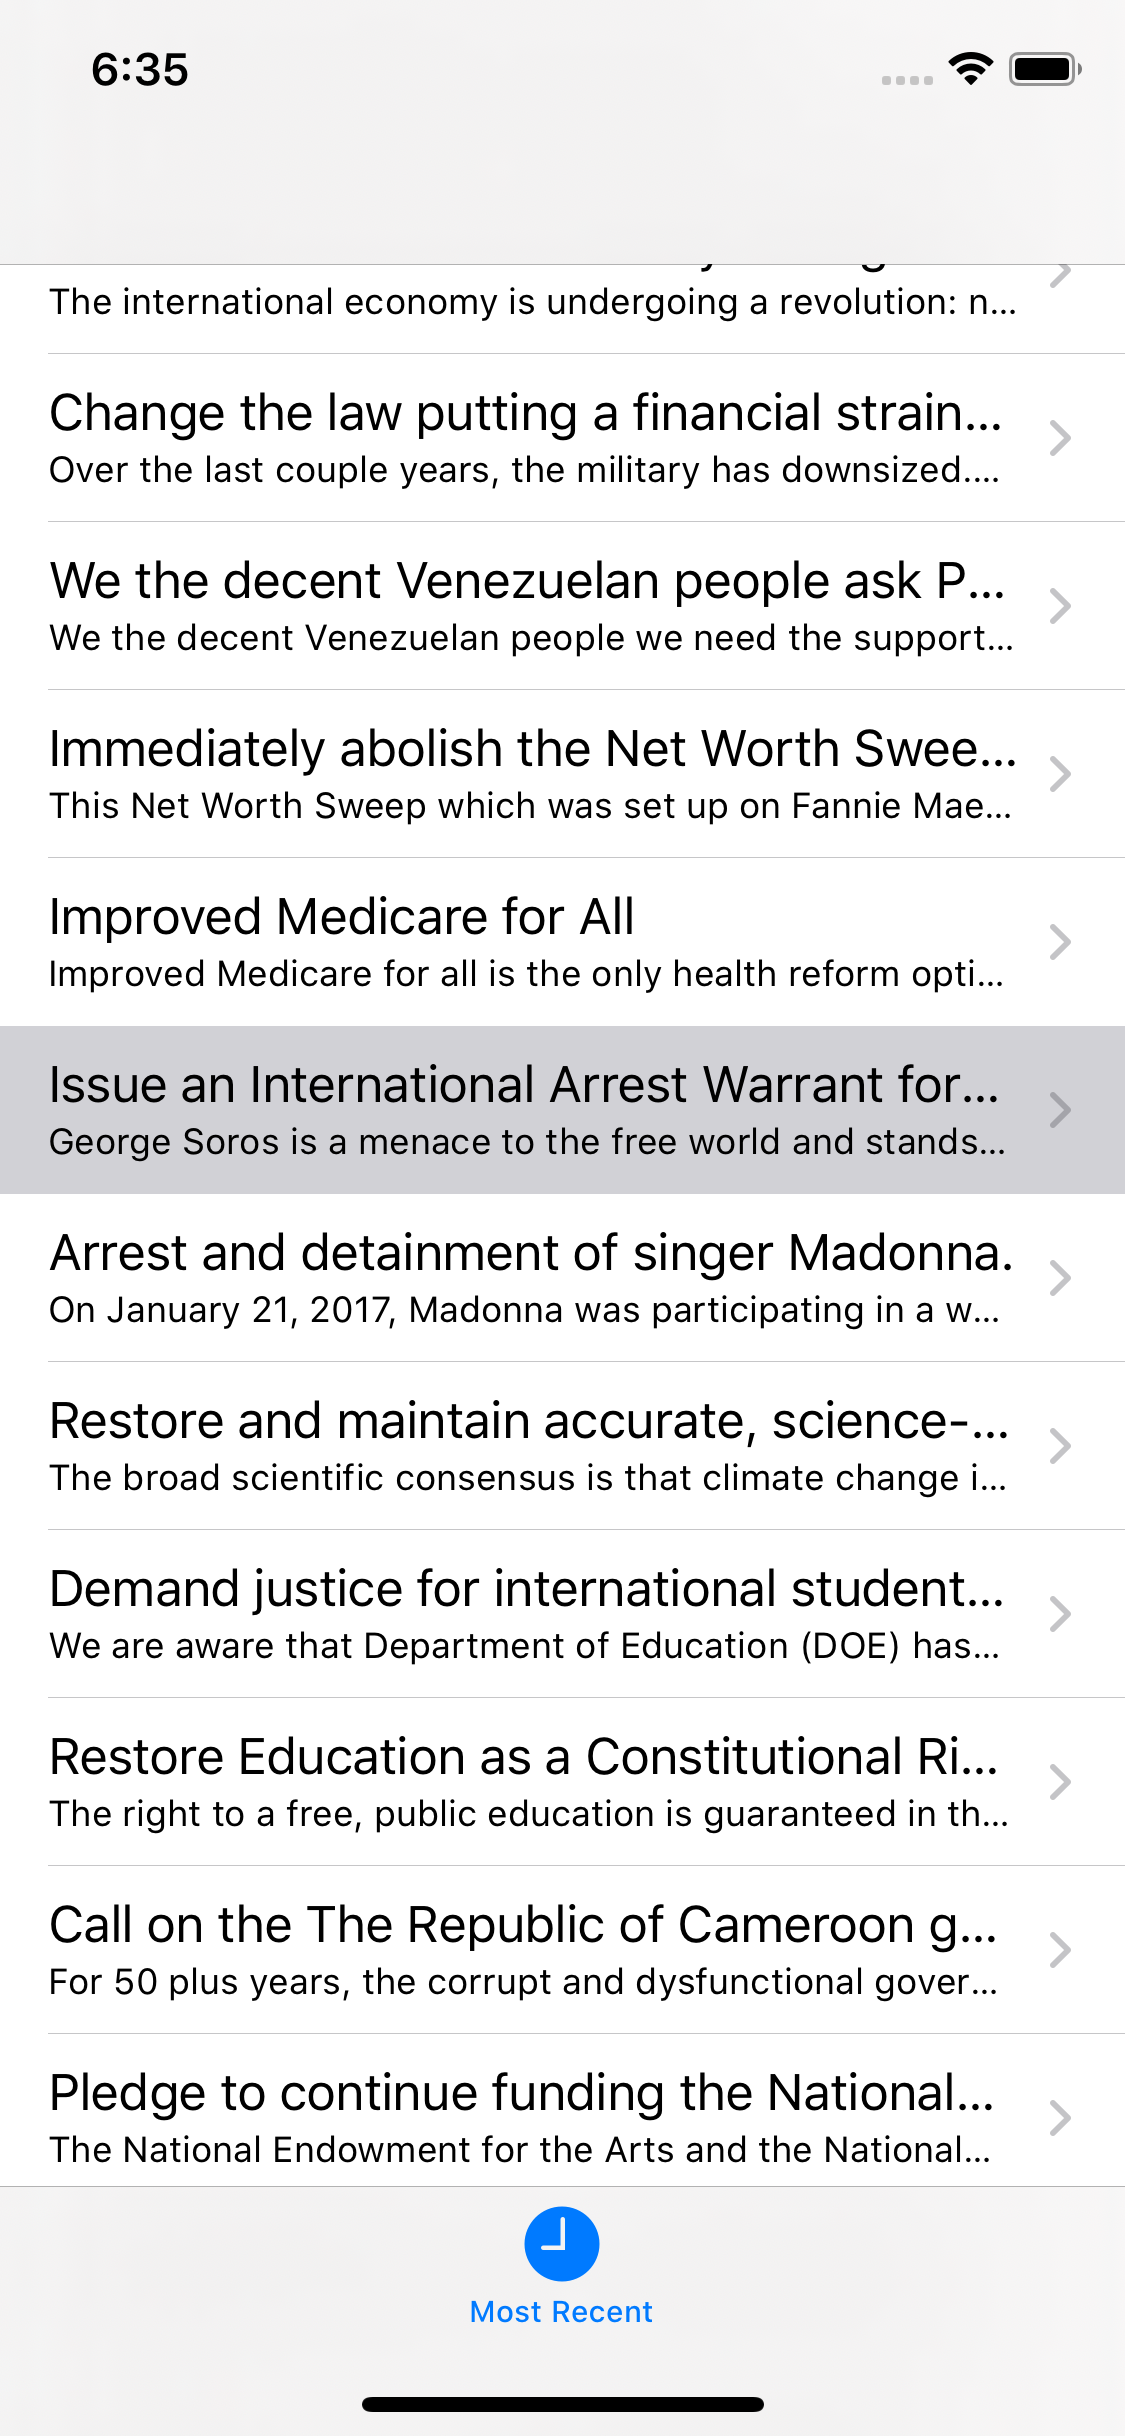 6:35
The international economy is undergoing a revolution: n...
Change the law putting a financial strain...
Over the last couple years, the military has downsized....
We the decent Venezuelan people ask P...
We the decent Venezuelan people we need the support...
Immediately abolish the Net Worth Swee...
This Net Worth Sweep which was set up on Fannie Mae...
Improved Medicare for All
Improved Medicare for all is the only health reform opti...
Issue an International Arrest Warrant for...
George Soros is a menace to the free world and stands...
Arrest and detainment of singer Madonna.
On January 21, 2017, Madonna was participating in a w...
Restore and maintain accurate, science-...
The broad scientific consensus is that climate change i...
Demand justice for international student...
We are aware that Department of Education (DOE) has...
Restore Education as a Constitutional Ri...
The right to a free, public education is guaranteed in th...
Call on the The Republic of Cameroon g...
For 50 plus years, the corrupt and dysfunctional gover...
Pledge to continue funding the National...
The National Endowment for the Arts and the National...
Most Recent